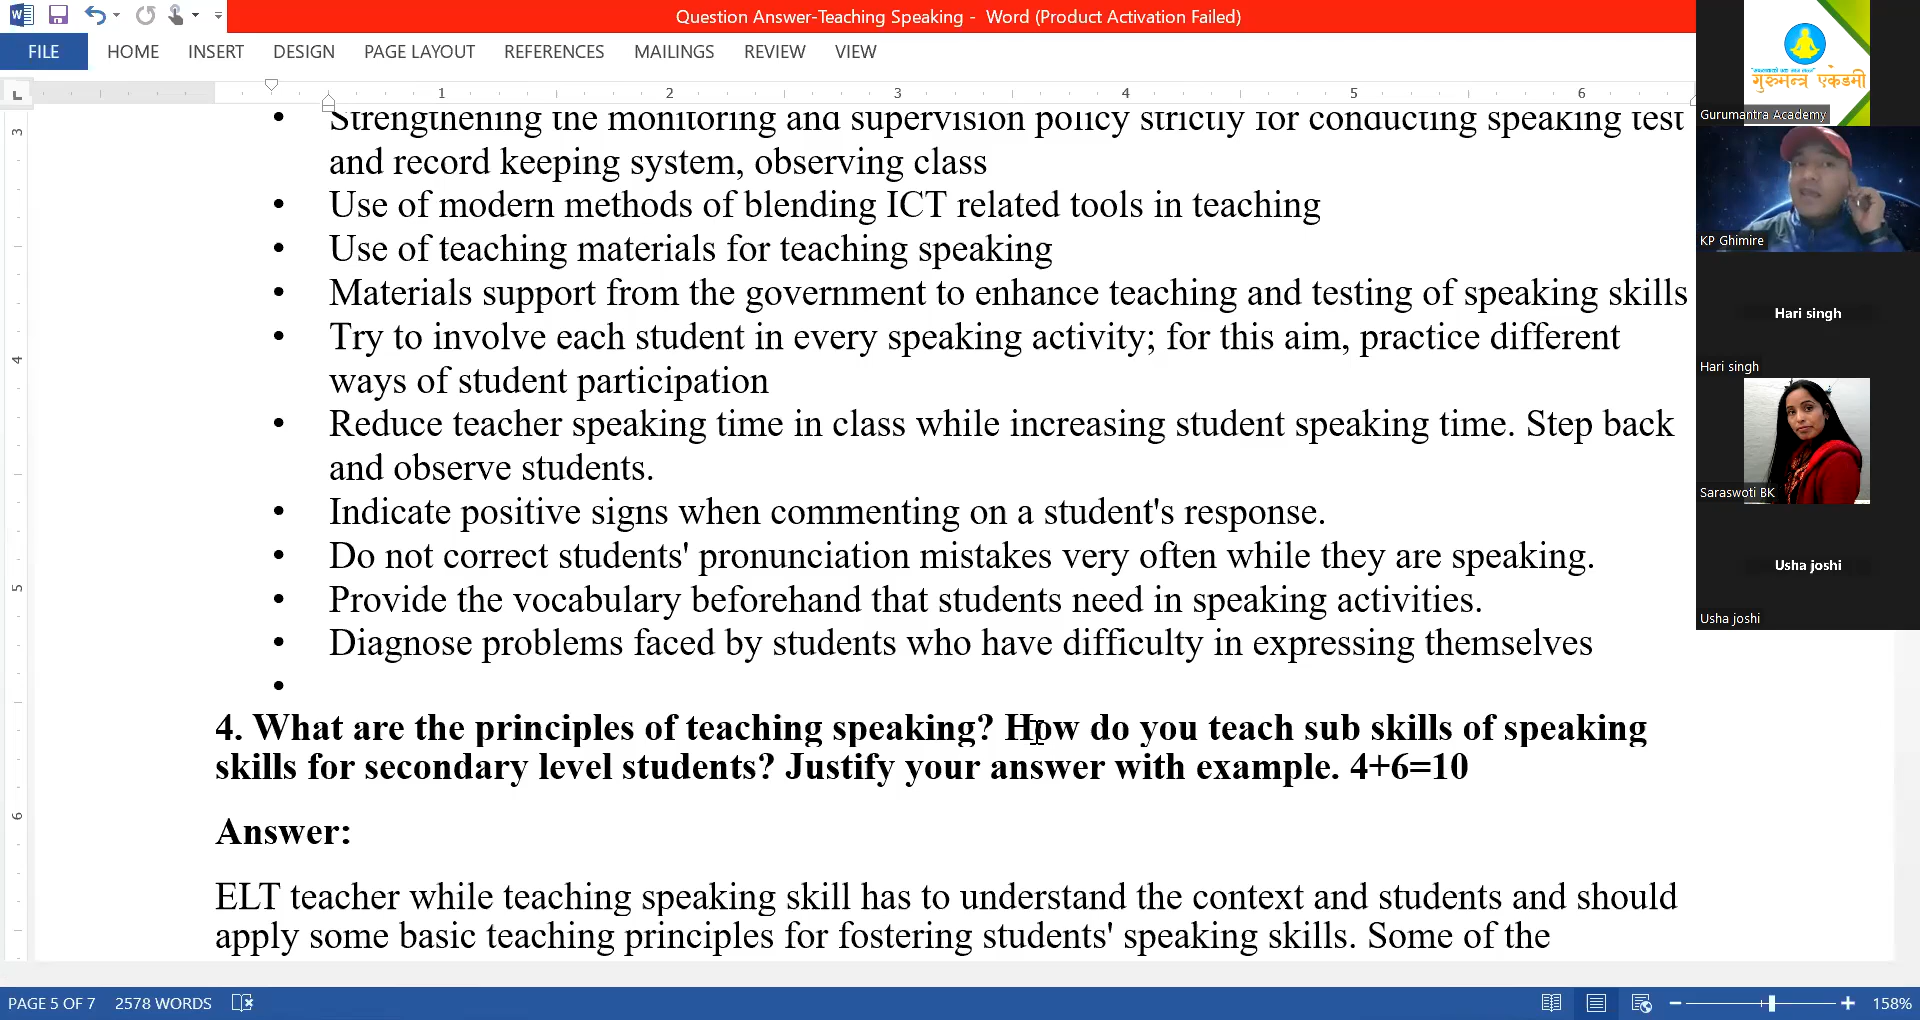 Question Answer-Teaching Speaking - Word (Product Activation Failed)
FILE HOME INSERT DESIGN PAGE LAYOUT REFERENCES MAILINGS REVIEW VIEW
1 2 3 4 5 6
3
4
5
6
• Strengthening the monitoring and supervision policy strictly for conducting speaking test
and record keeping system, observing class
• Use of modern methods of blending ICT related tools in teaching
• Use of teaching materials for teaching speaking
• Materials support from the government to enhance teaching and testing of speaking skills
• Try to involve each student in every speaking activity; for this aim, practice different
ways of student participation
• Reduce teacher speaking time in class while increasing student speaking time. Step back
and observe students.
• Indicate positive signs when commenting on a student's response.
• Do not correct students' pronunciation mistakes very often while they are speaking.
• Provide the vocabulary beforehand that students need in speaking activities.
• Diagnose problems faced by students who have difficulty in expressing themselves
•
4. What are the principles of teaching speaking? How do you teach sub skills of speaking
skills for secondary level students? Justify your answer with example. 4+6=10
Answer:
ELT teacher while teaching speaking skill has to understand the context and students and should
apply some basic teaching principles for fostering students' speaking skills. Some of the
गुरुमन्त्र एकेडमी
Gurumantra Academy
KP Ghimire
Hari singh
Hari singh
Saraswoti BK
Usha joshi
Usha joshi
PAGE 5 OF 7 2578 WORDS
158%